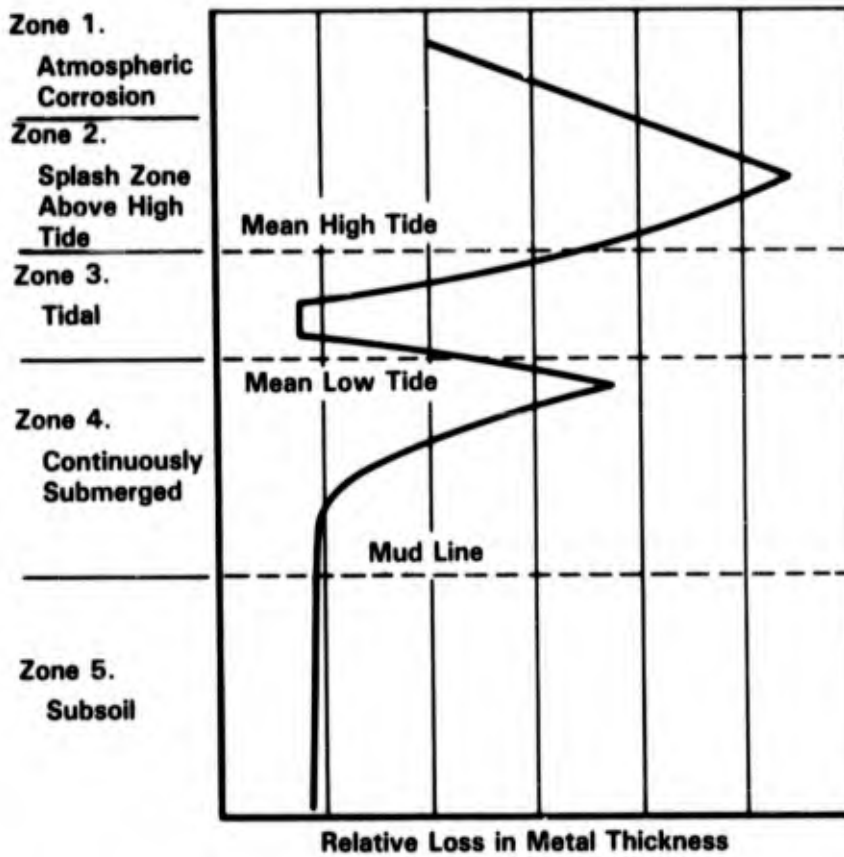 Zone 1.
Atmospheric
Corrosion
Zone 2.
Splash Zone
Above High
Tide
Mean High Tide
Zone 3.
Tidal
Mean Low Tide
Zone 4.
Continuously
Submerged
Mud Line
Zone 5.
Subsoil
Relative Loss in Metal Thickness